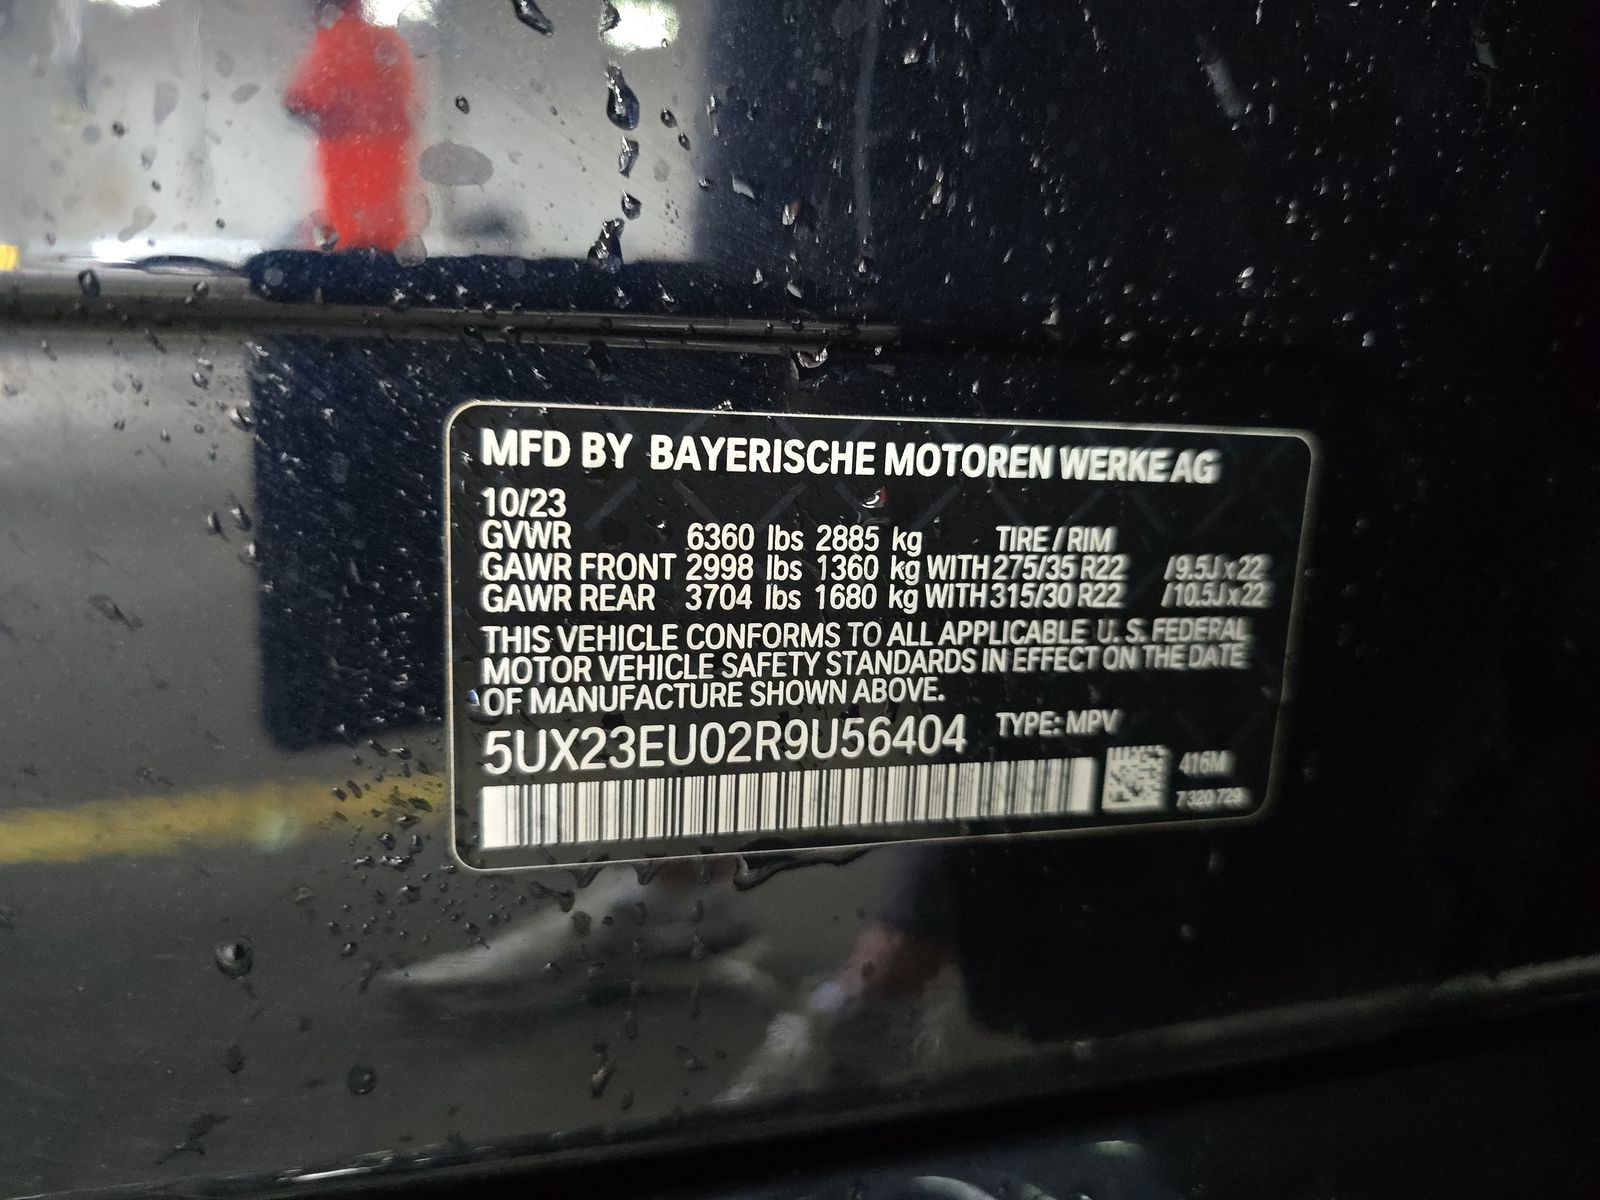 MFD BY BAYERISCHE MOTOREN WERKE AG
10/23
GVWR 6360 lbs 2885 kg TIRE / RIM
GAWR FRONT 2998 lbs 1360 kg WITH 275/35 R22 /9.5J x 22
GAWR REAR 3704 lbs 1680 kg WITH 315/30 R22 /10.5J x 22
THIS VEHICLE CONFORMS TO ALL APPLICABLE U. S. FEDERAL
MOTOR VEHICLE SAFETY STANDARDS IN EFFECT ON THE DATE
OF MANUFACTURE SHOWN ABOVE.
5UX23EU02R9U56404 TYPE: MPV
416M
7 320 729